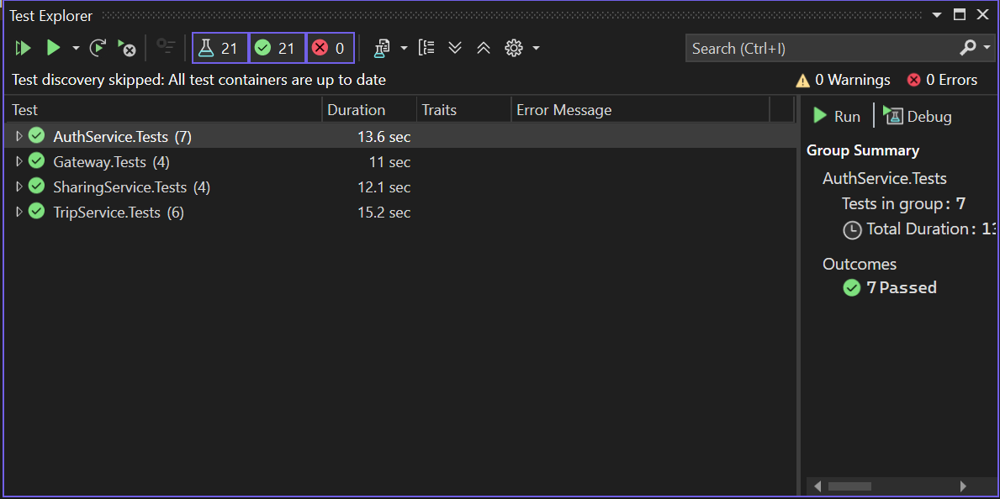 Test Explorer
21 21 0
Search (Ctrl+I)
Test discovery skipped: All test containers are up to date
0 Warnings 0 Errors
Test Duration Traits Error Message
AuthService.Tests (7) 13.6 sec
Gateway.Tests (4) 11 sec
SharingService.Tests (4) 12.1 sec
TripService.Tests (6) 15.2 sec
Run Debug
Group Summary
AuthService.Tests
Tests in group: 7
Total Duration:
Outcomes
7 Passed